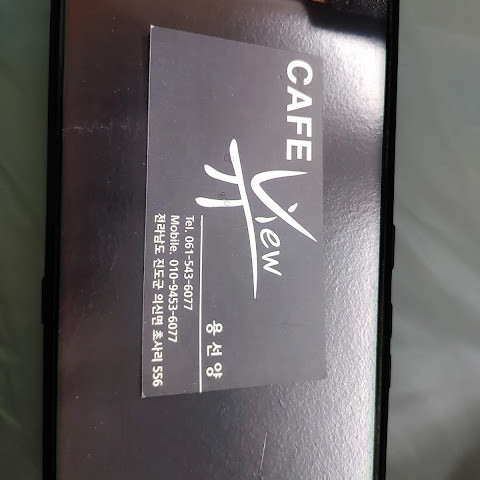 CAFE
View
뷰
용선양
Tel. 061-543-6077
Mobile. 010-9453-6077
전라남도 진도군 의신면 초사리 556